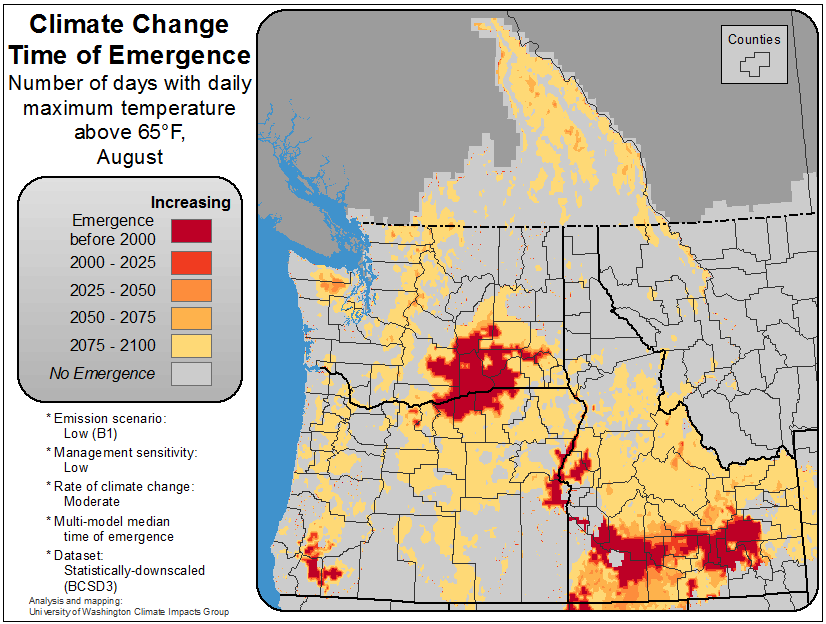 Climate Change
Time of Emergence
Number of days with daily
maximum temperature
above 65°F,
August
Increasing
Emergence
before 2000
2000 - 2025
2025 - 2050
2050 - 2075
2075 - 2100
No Emergence
* Emission scenario:
Low (B1)
* Management sensitivity:
Low
* Rate of climate change:
Moderate
* Multi-model median
time of emergence
* Dataset:
Statistically-downscaled
(BCSD3)
Analysis and mapping:
University of Washington Climate Impacts Group
Counties